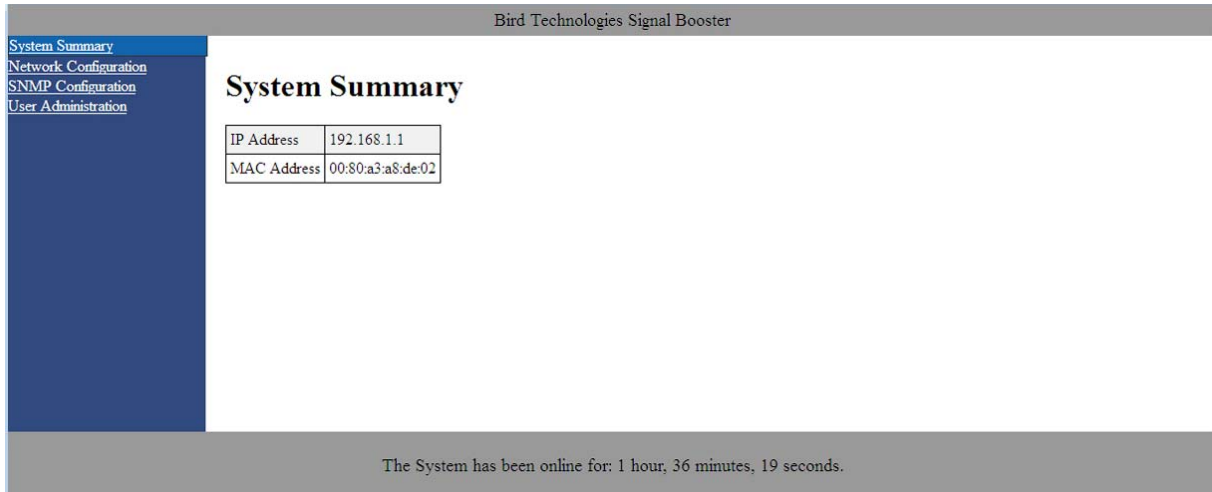 Bird Technologies Signal Booster
System Summary
Network Configuration
SNMP Configuration
User Administration
System Summary
IP Address 192.168.1.1
MAC Address 00:80:a3:a8:de:02
The System has been online for: 1 hour, 36 minutes, 19 seconds.